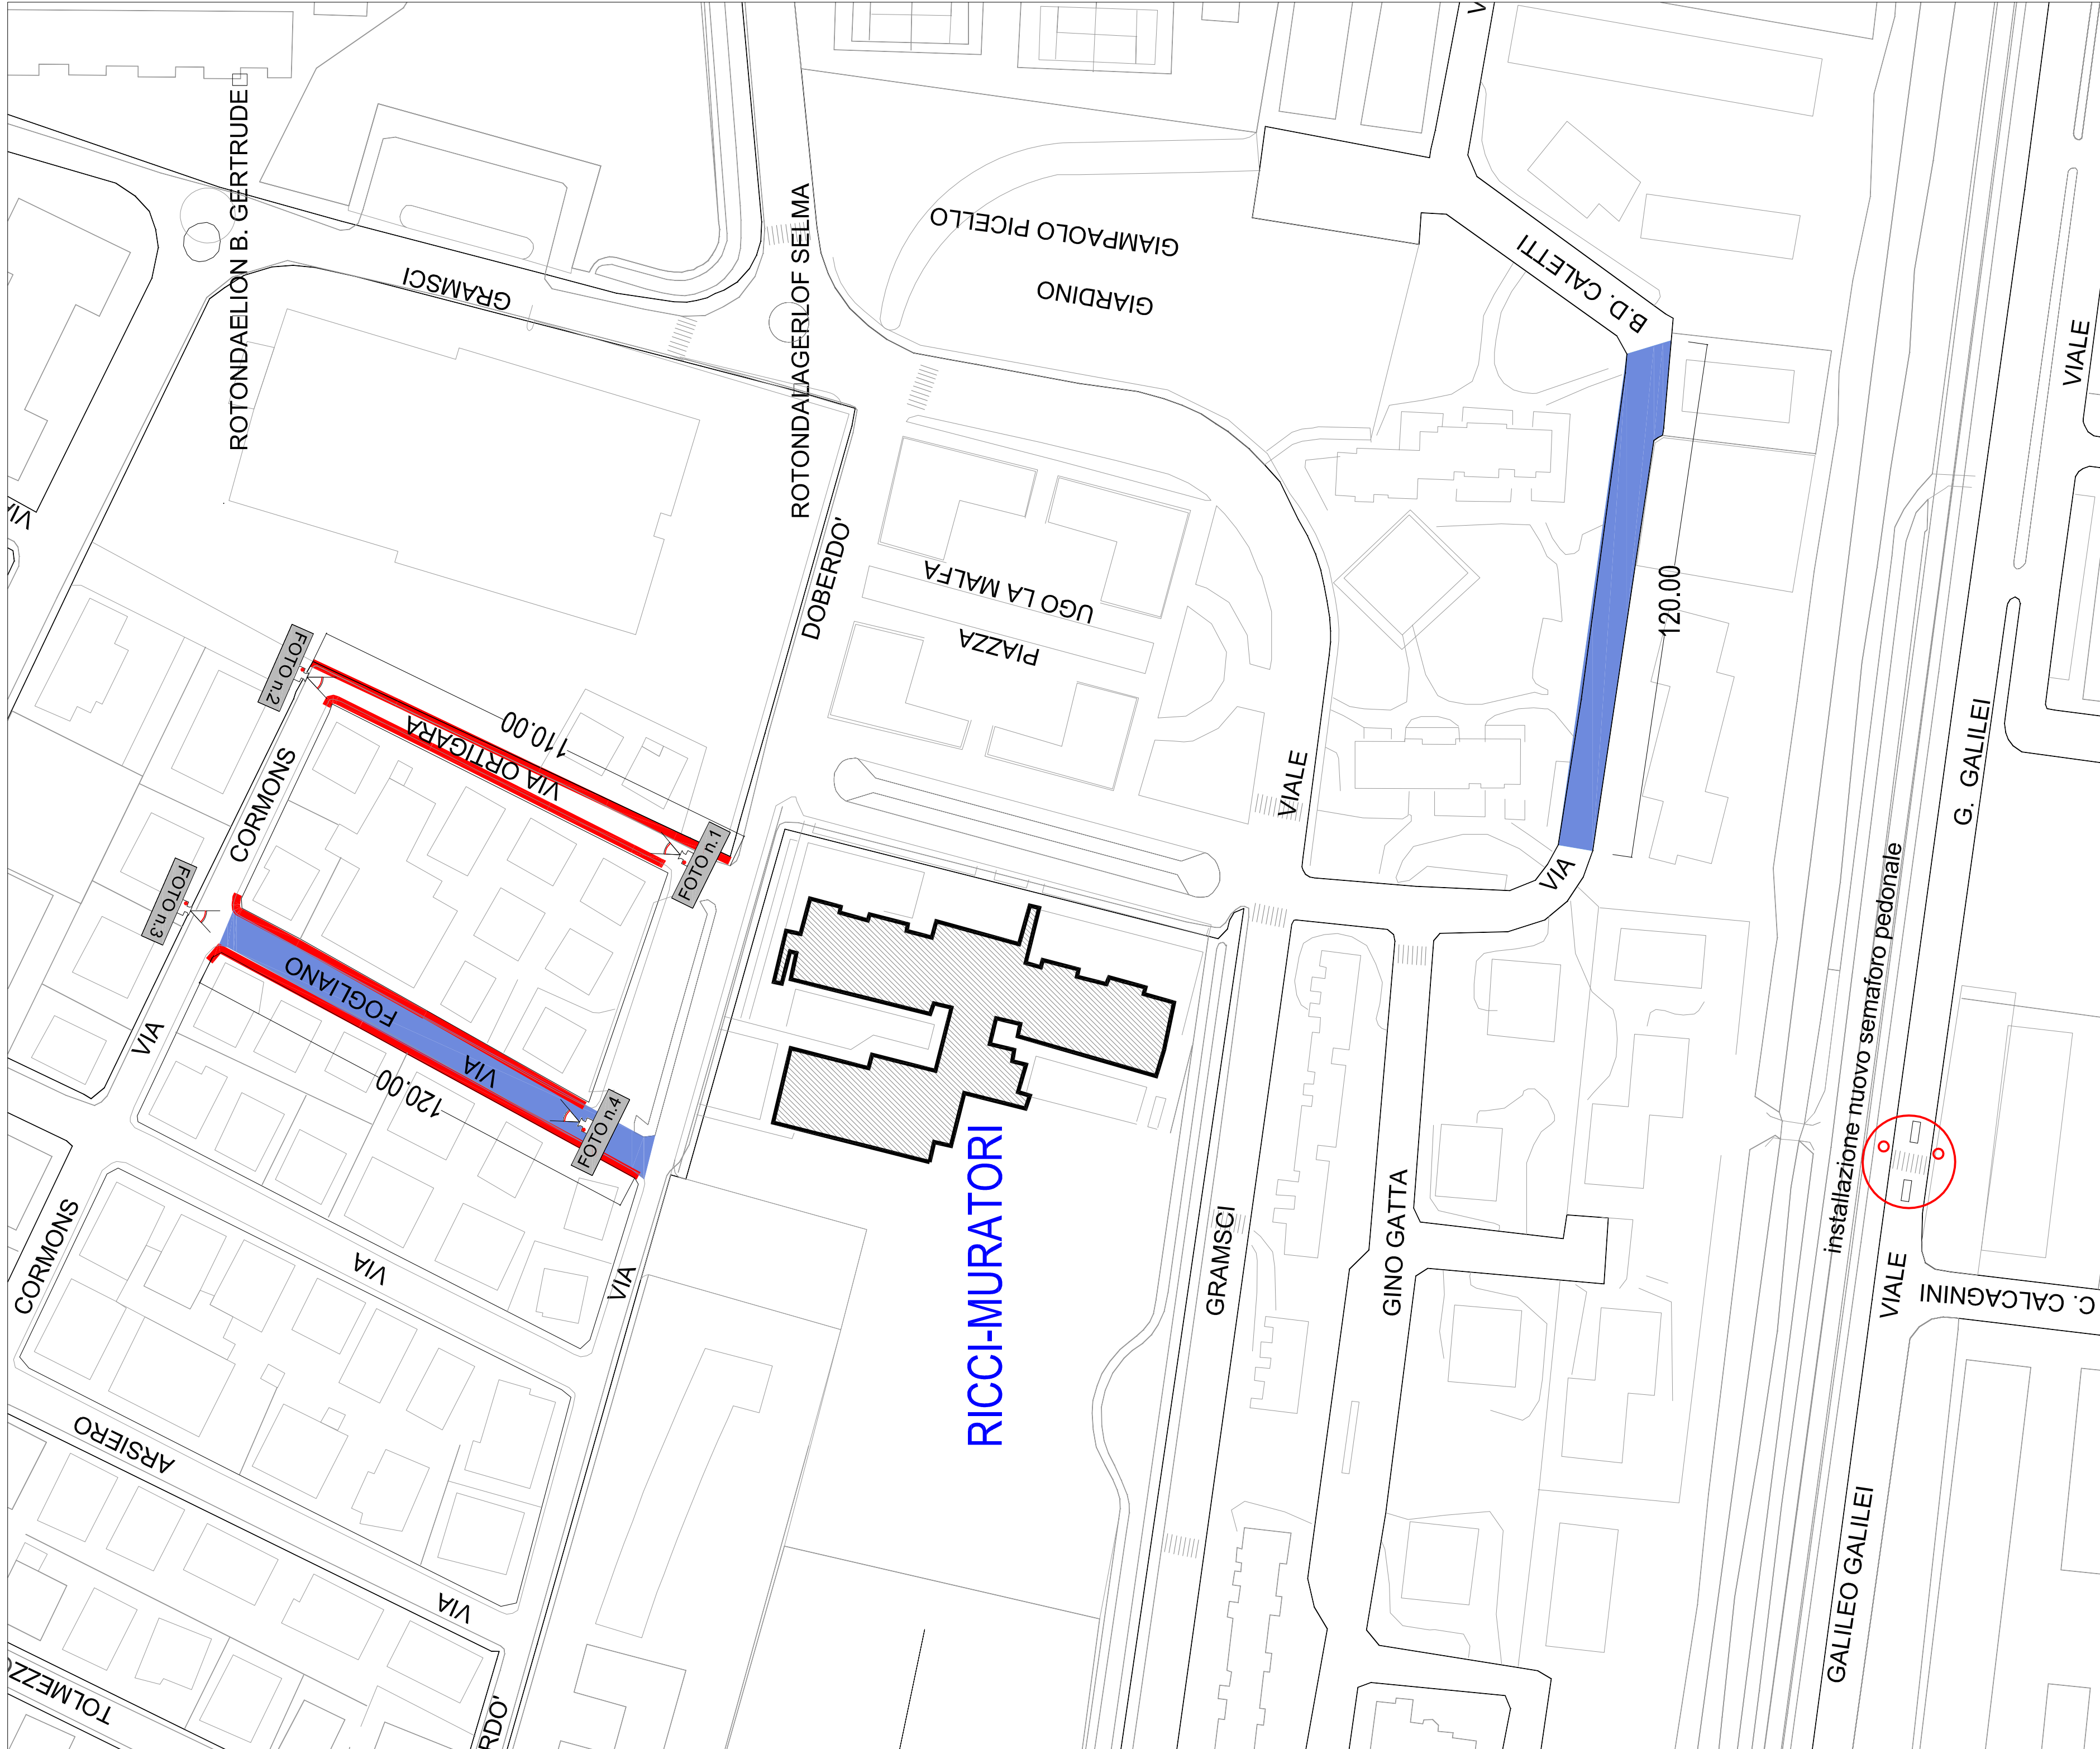 ROTONDAELION B. GERTRUDE
ROTONDALAGERLOF SELMA
GRAMSCI
GIARDINO
GIAMPAOLO PICELLO
B.D. CALETTI
VIALE
VIA
DOBERDO'
PIAZZA
UGO LA MALFA
120.00
FOTO n.2
VIA ORTIGARA
110.00
CORMONS
FOTO n.1
VIALE
G. GALILEI
VIA
FOTO n.3
VIA
FOGLIANO
VIA
120.00
FOTO n.4
RICCI-MURATORI
installazione nuovo semaforo pedonale
CORMONS
VIA
VIA
GRAMSCI
GINO GATTA
VIALE
C. CALCAGNINI
ARSIERO
VIA
GALILEO GALILEI
TOLMEZZO
RDO'